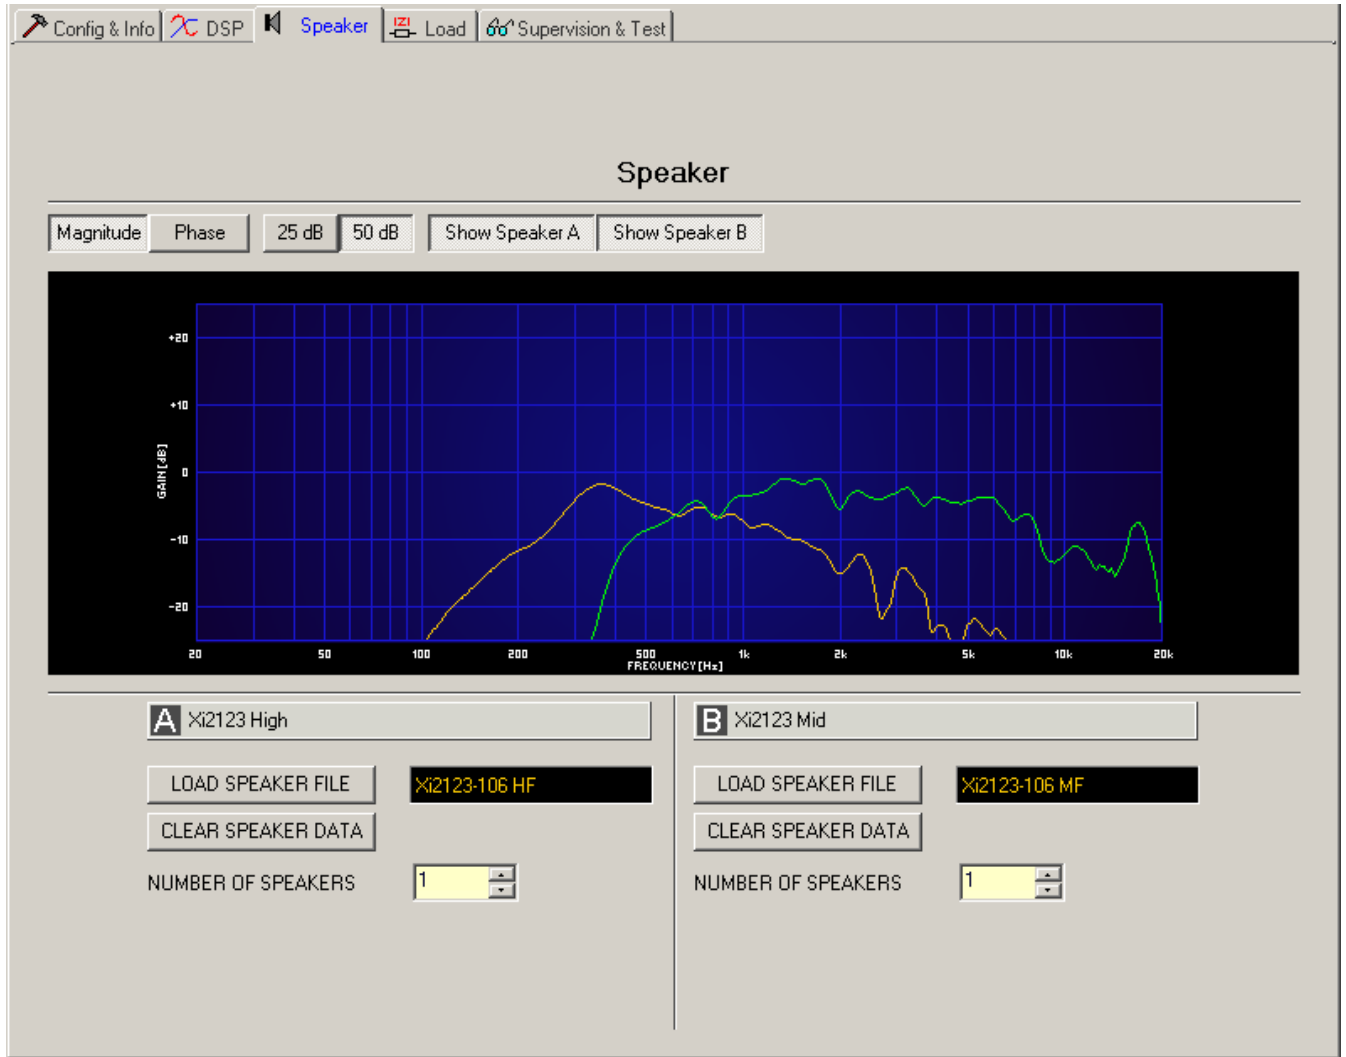 Config & Info DSP Speaker IZI Load Supervision & Test
Speaker
Magnitude Phase 25 dB 50 dB Show Speaker A Show Speaker B
+20
+10
0
-10
-20
GAIN[dB]
20 50 100 200 500 1k 2k 5k 10k 20k
FREQUENCY[Hz]
A Xi2123 High
LOAD SPEAKER FILE Xi2123-106 HF
CLEAR SPEAKER DATA
NUMBER OF SPEAKERS 1
B Xi2123 Mid
LOAD SPEAKER FILE Xi2123-106 MF
CLEAR SPEAKER DATA
NUMBER OF SPEAKERS 1